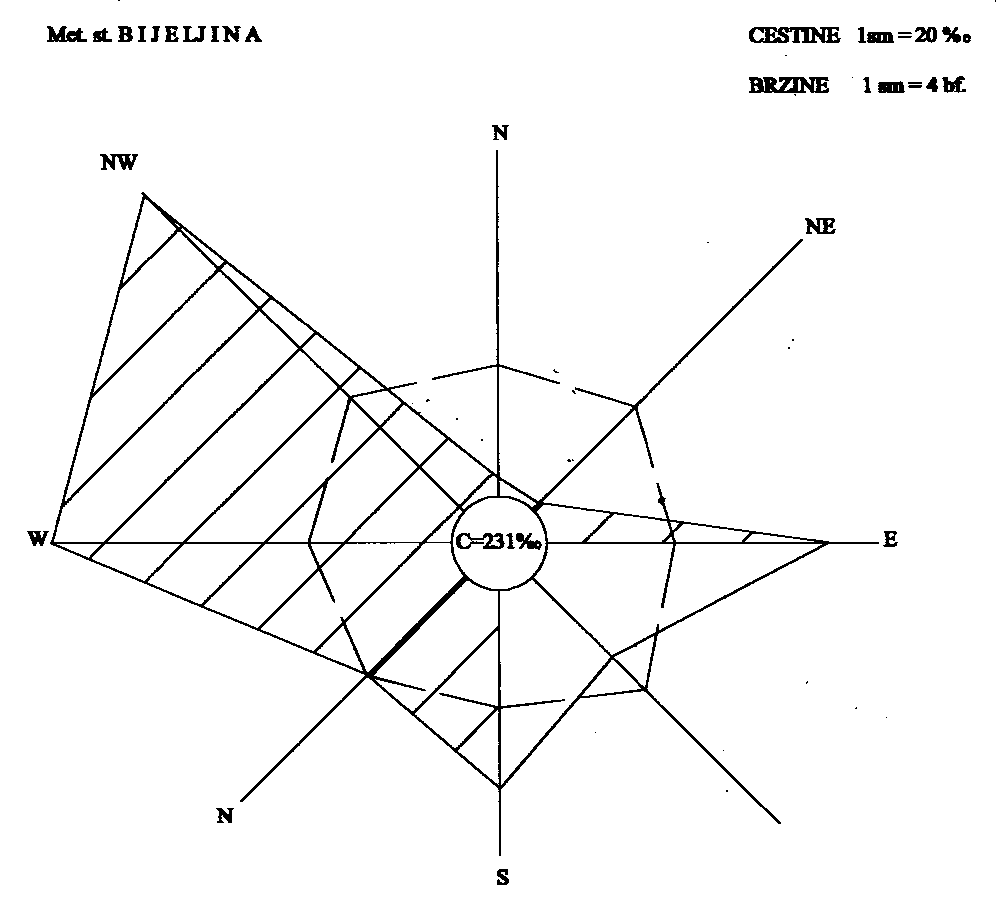 Met. st. B I J E L J I N A
CESTINE 1sm = 20 ‰
BRZINE 1 sm = 4 bf.
N
NW
NE
W
C=231‰
E
N
S